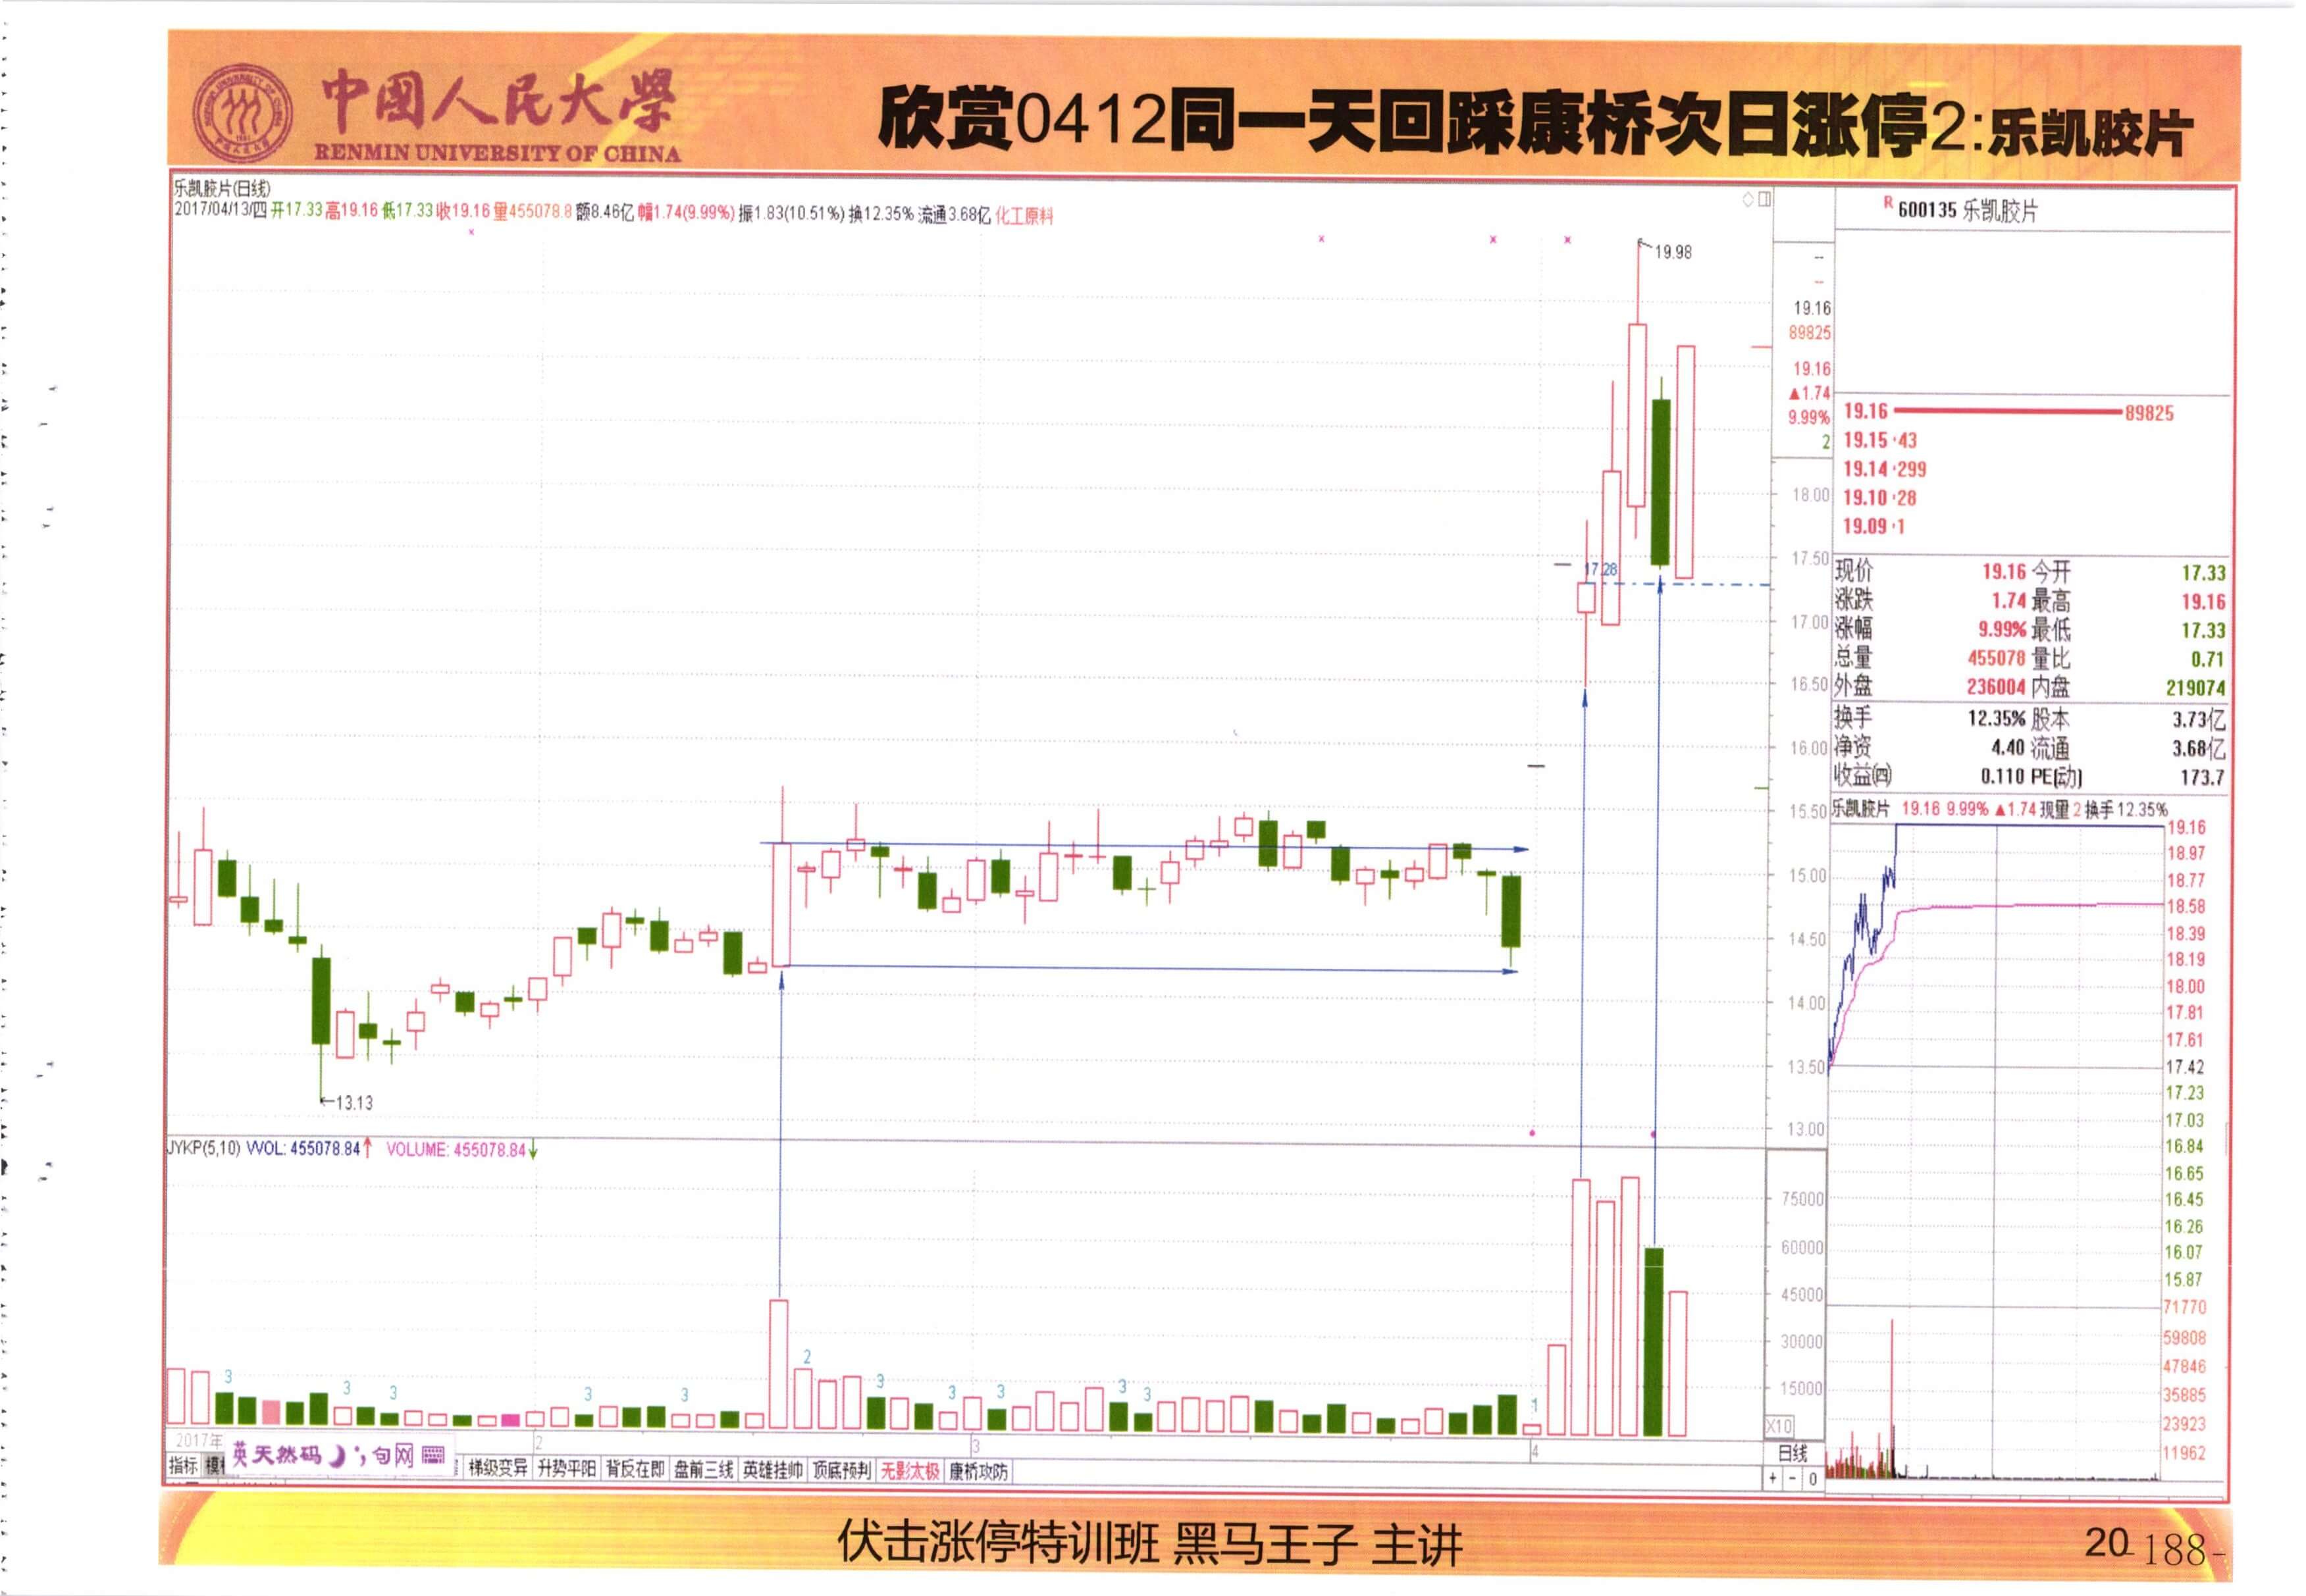 中國人民大學
RENMIN UNIVERSITY OF CHINA
欣赏0412同一天回踩康桥次日涨停2:乐凯胶片
乐凯胶片(日线)
2017/04/13/四 开17.33 高19.16 低17.33 收19.16 量455078.8 额8.46亿 幅1.74(9.99%) 振1.83(10.51%) 换12.35% 流通3.68亿 化工原料
19.98
17.28
13.13
--
--
19.16
89825
19.16
▲1.74
9.99%
2
18.00
17.50
17.00
16.50
16.00
15.50
15.00
14.50
14.00
13.50
13.00
JYKP(5,10) VVOL: 455078.84↑ VOLUME: 455078.84↓
3 3 3 3 3 2 3 3 3 3 3 1
75000
60000
45000
30000
15000
X10
2017年 2 3 4
日线
英天然码 句网
指标 梯级变异 升势平阳 背反在即 盘前三线 英雄挂帅 顶底预判 无影太极 康桥攻防
+ - 0
R 600135 乐凯胶片
19.16 89825
19.15 43
19.14 299
19.10 28
19.09 1
现价 19.16 今开 17.33
涨跌 1.74 最高 19.16
涨幅 9.99% 最低 17.33
总量 455078 量比 0.71
外盘 236004 内盘 219074
换手 12.35% 股本 3.73亿
净资 4.40 流通 3.68亿
收益(四) 0.110 PE(动) 173.7
乐凯胶片 19.16 9.99% ▲1.74 现量 2 换手 12.35%
19.16
18.97
18.77
18.58
18.39
18.19
18.00
17.81
17.61
17.42
17.23
17.03
16.84
16.65
16.45
16.26
16.07
15.87
71770
59808
47846
35885
23923
11962
伏击涨停特训班 黑马王子 主讲
20
188-